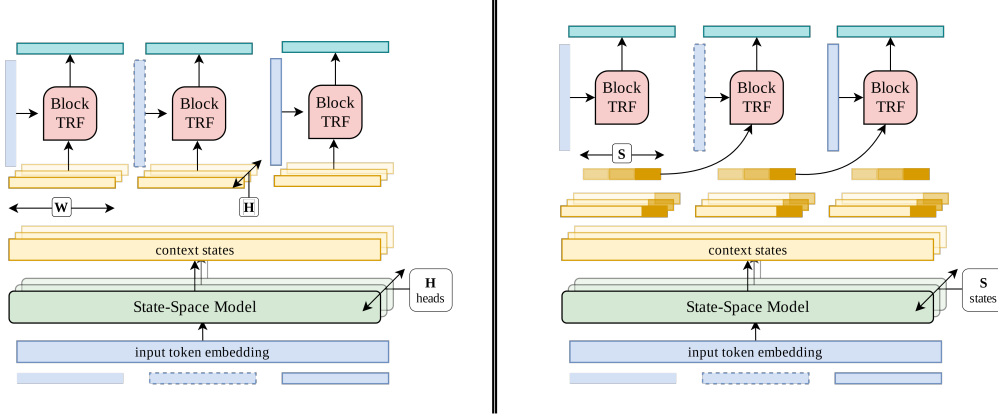 Block
TRF
Block
TRF
Block
TRF
W
H
context states
State-Space Model
H
heads
input token embedding
Block
TRF
Block
TRF
Block
TRF
S
context states
State-Space Model
S
states
input token embedding